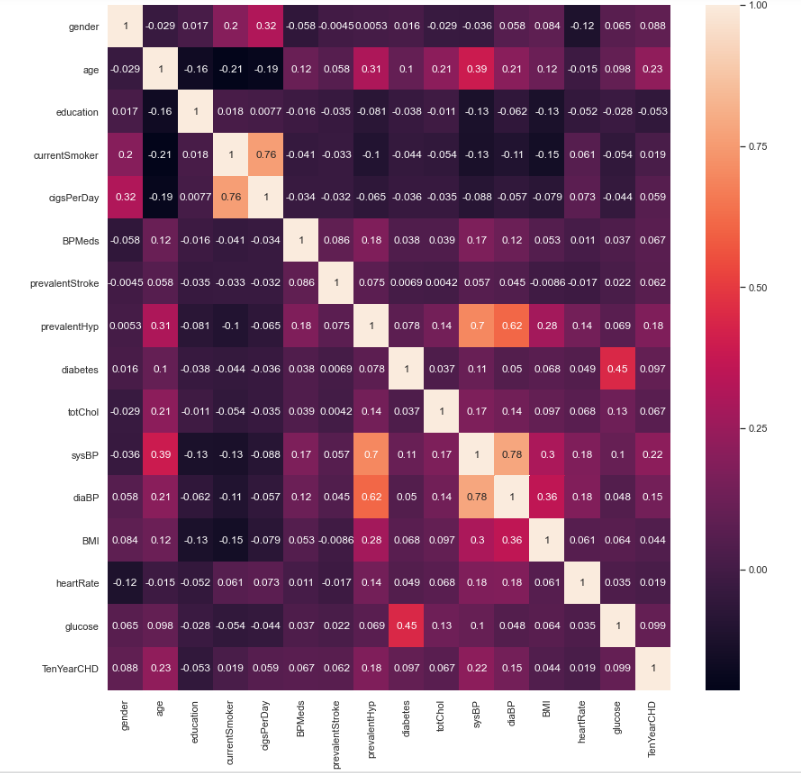 gender 1 -0.029 0.017 0.2 0.32 -0.058 -0.0045 0.0053 0.016 -0.029 -0.036 0.058 0.084 -0.12 0.065 0.088
age -0.029 1 -0.16 -0.21 -0.19 0.12 0.058 0.31 0.1 0.21 0.39 0.21 0.12 -0.015 0.098 0.23
education 0.017 -0.16 1 0.018 0.0077 -0.016 -0.035 -0.081 -0.038 -0.011 -0.13 -0.062 -0.13 -0.052 -0.028 -0.053
currentSmoker 0.2 -0.21 0.018 1 0.76 -0.041 -0.033 -0.1 -0.044 -0.054 -0.13 -0.11 -0.15 0.061 -0.054 0.019
cigsPerDay 0.32 -0.19 0.0077 0.76 1 -0.034 -0.032 -0.065 -0.036 -0.035 -0.088 -0.057 -0.079 0.073 -0.044 0.059
BPMeds -0.058 0.12 -0.016 -0.041 -0.034 1 0.086 0.18 0.038 0.039 0.17 0.12 0.053 0.011 0.037 0.067
prevalentStroke -0.0045 0.058 -0.035 -0.033 -0.032 0.086 1 0.075 0.0069 0.0042 0.057 0.045 -0.0086 -0.017 0.022 0.062
prevalentHyp 0.0053 0.31 -0.081 -0.1 -0.065 0.18 0.075 1 0.078 0.14 0.7 0.62 0.28 0.14 0.069 0.18
diabetes 0.016 0.1 -0.038 -0.044 -0.036 0.038 0.0069 0.078 1 0.037 0.11 0.05 0.068 0.049 0.45 0.097
totChol -0.029 0.21 -0.011 -0.054 -0.035 0.039 0.0042 0.14 0.037 1 0.17 0.14 0.097 0.068 0.13 0.067
sysBP -0.036 0.39 -0.13 -0.13 -0.088 0.17 0.057 0.7 0.11 0.17 1 0.78 0.3 0.18 0.1 0.22
diaBP 0.058 0.21 -0.062 -0.11 -0.057 0.12 0.045 0.62 0.05 0.14 0.78 1 0.36 0.18 0.048 0.15
BMI 0.084 0.12 -0.13 -0.15 -0.079 0.053 -0.0086 0.28 0.068 0.097 0.3 0.36 1 0.061 0.064 0.044
heartRate -0.12 -0.015 -0.052 0.061 0.073 0.011 -0.017 0.14 0.049 0.068 0.18 0.18 0.061 1 0.035 0.019
glucose 0.065 0.098 -0.028 -0.054 -0.044 0.037 0.022 0.069 0.45 0.13 0.1 0.048 0.064 0.035 1 0.099
TenYearCHD 0.088 0.23 -0.053 0.019 0.059 0.067 0.062 0.18 0.097 0.067 0.22 0.15 0.044 0.019 0.099 1
gender age education currentSmoker cigsPerDay BPMeds prevalentStroke prevalentHyp diabetes totChol sysBP diaBP BMI heartRate glucose TenYearCHD
1.00
0.75
0.50
0.25
0.00